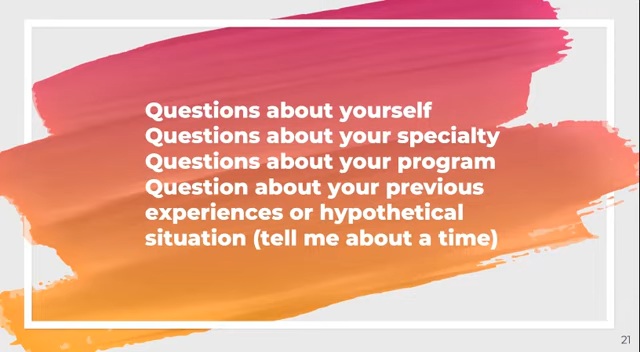 Questions about yourself
Questions about your specialty
Questions about your program
Question about your previous
experiences or hypothetical
situation (tell me about a time)
21